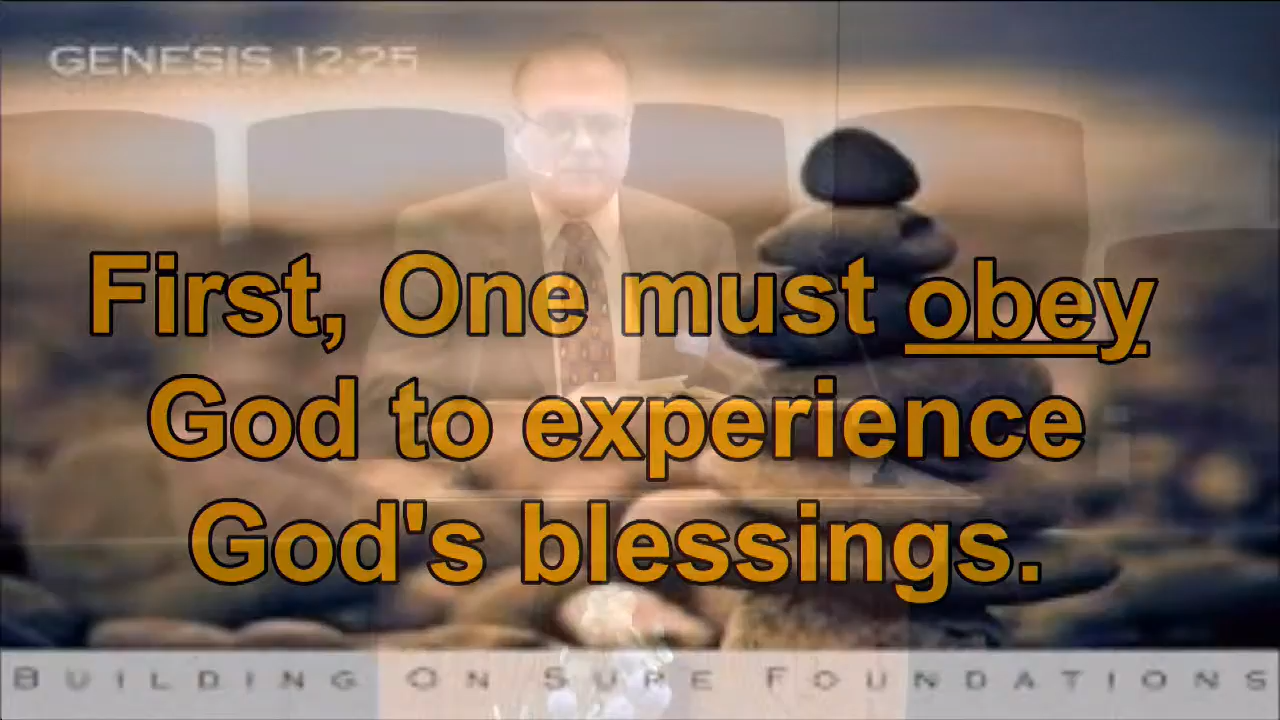 GENESIS 12-25
First, One must obey
God to experience
God's blessings.
BUILDING ON SURE FOUNDATIONS